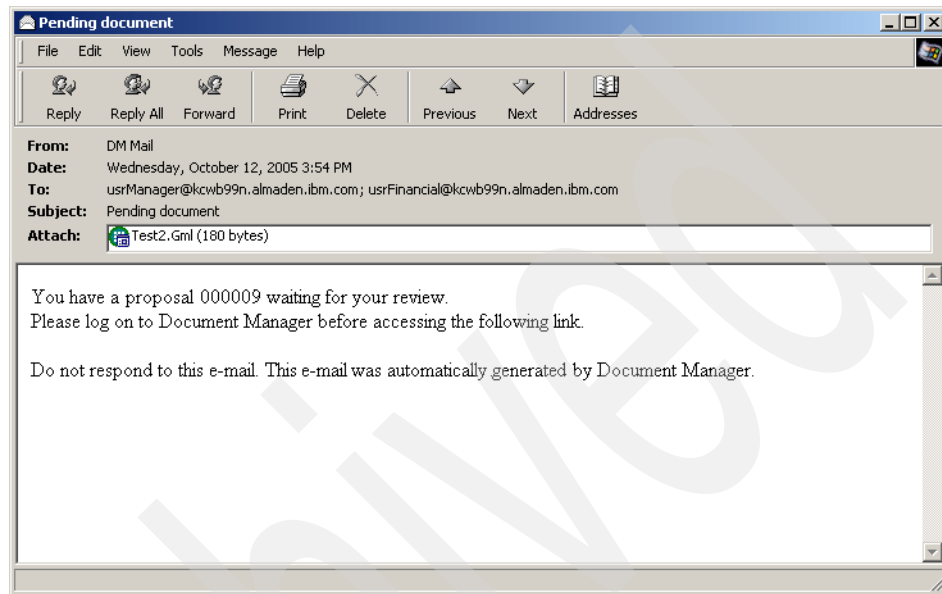 Pending document
File Edit View Tools Message Help
Reply Reply All Forward Print Delete Previous Next Addresses
From: DM Mail
Date: Wednesday, October 12, 2005 3:54 PM
To: usrManager@kcwb99n.almaden.ibm.com; usrFinancial@kcwb99n.almaden.ibm.com
Subject: Pending document
Attach: Test2.Gml (180 bytes)
You have a proposal 000009 waiting for your review.
Please log on to Document Manager before accessing the following link.
Do not respond to this e-mail. This e-mail was automatically generated by Document Manager.
hived